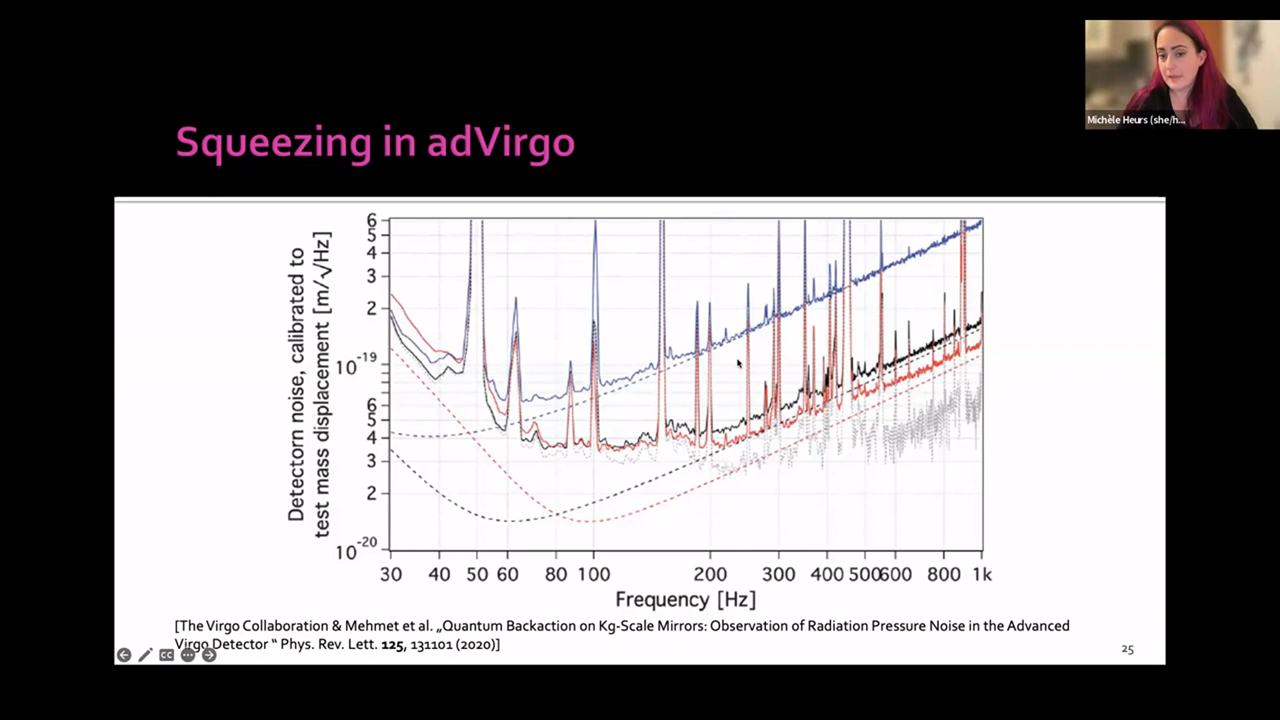 Michèle Heurs (she/h...
Squeezing in adVirgo
Detectorn noise, calibrated to
test mass displacement [m/√Hz]
6
5
4
3
2
10-19
6
5
4
3
2
10-20
30 40 50 60 80 100 200 300 400 500600 800 1k
Frequency [Hz]
[The Virgo Collaboration & Mehmet et al. „Quantum Backaction on Kg-Scale Mirrors: Observation of Radiation Pressure Noise in the Advanced
Virgo Detector “ Phys. Rev. Lett. 125, 131101 (2020)]
CC
25